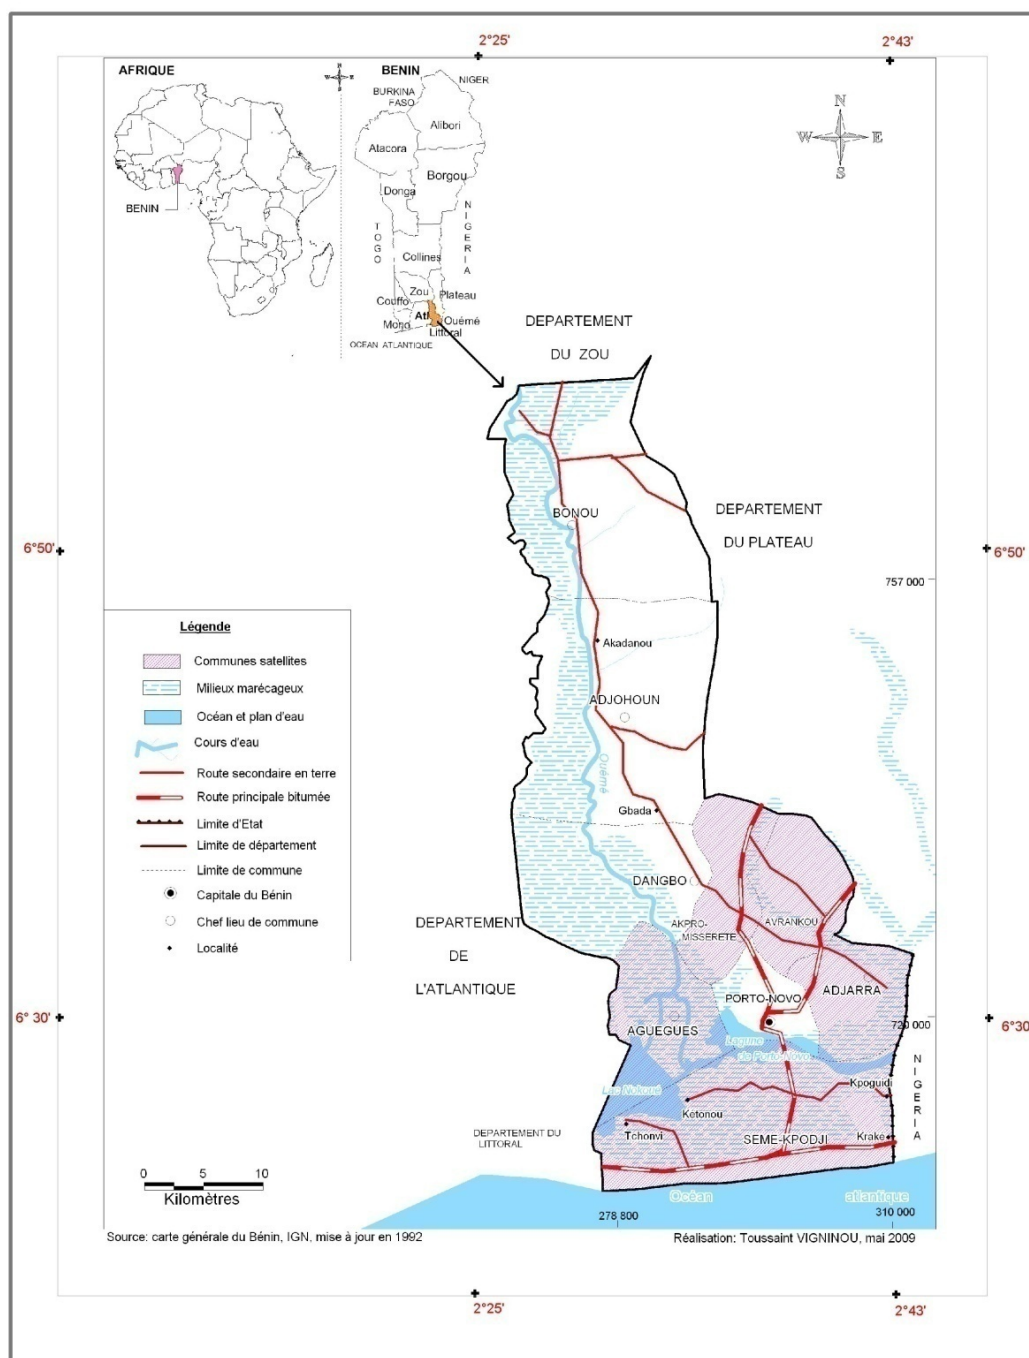 2°25'
2°43'
AFRIQUE
BENIN
N
W
E
S
BENIN
NIGER
BURKINA
FASO
Alibori
Atacora
Borgou
Donga
TOGO
NIGERIA
Collines
Zou
Plateau
Couffo
Atl
Mono
Ouémé
Littoral
OCEAN ATLANTIQUE
DEPARTEMENT
DU ZOU
DEPARTEMENT
DU PLATEAU
6°50'
6°50'
757 000
BONOU
Akadanou
ADJOHOUN
Ouémé
Gbada
DANGBO
Légende
Communes satellites
Milieux marécageux
Océan et plan d'eau
Cours d'eau
Route secondaire en terre
Route principale bitumée
Limite d'Etat
Limite de département
Limite de commune
Capitale du Bénin
Chef lieu de commune
Localité
DEPARTEMENT
DE
L'ATLANTIQUE
AKPRO-
MISSERETE
AVRANKOU
ADJARRA
PORTO-NOVO
AGUEGUES
6° 30'
6°30'
720 000
Lagune
de Porto-Novo
Lac Nokoué
NIGERIA
Kpoguidi
Ketonou
Tchonvi
SEME-KPODJI
Krake
DEPARTEMENT DU
LITTORAL
0 5 10
Kilomètres
Océan atlantique
278 800
310 000
Source: carte générale du Bénin, IGN, mise à jour en 1992
Réalisation: Toussaint VIGNINOU, mai 2009
2°25'
2°43'